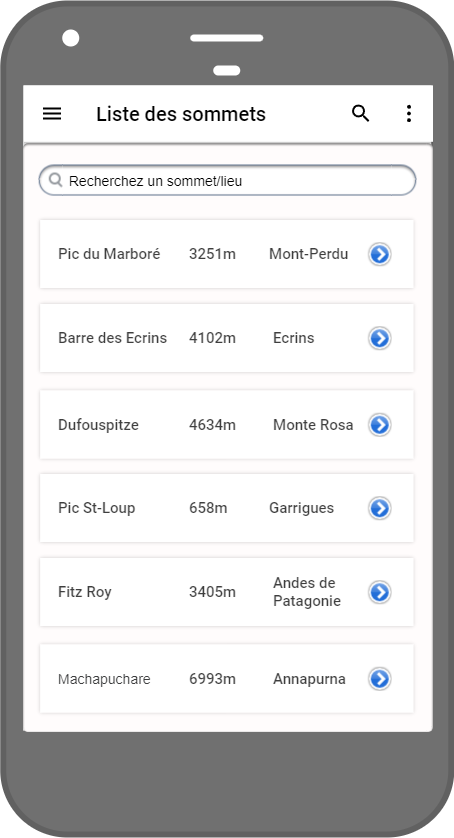 Liste des sommets
Recherchez un sommet/lieu
Pic du Marboré 3251m Mont-Perdu
Barre des Ecrins 4102m Ecrins
Dufouspitze 4634m Monte Rosa
Pic St-Loup 658m Garrigues
Fitz Roy 3405m Andes de
Patagonie
Machapuchare 6993m Annapurna